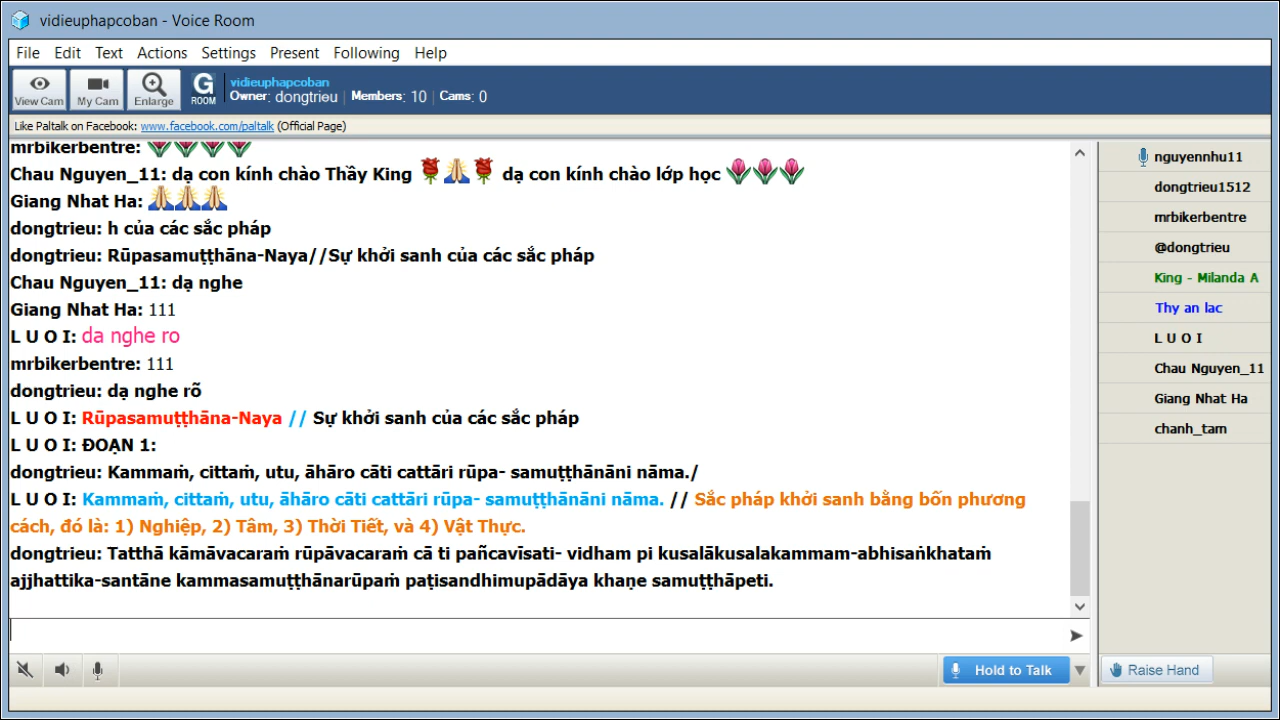 vidieuphapcoban - Voice Room
File Edit Text Actions Settings Present Following Help
View Cam My Cam Enlarge G ROOM
vidieuphapcoban
Owner: dongtrieu | Members: 10 | Cams: 0
Like Paltalk on Facebook: www.facebook.com/paltalk (Official Page)
mrbikerbentre: 🌷🌷🌷🌷
Chau Nguyen_11: dạ con kính chào Thầy King 🌹🙏🌹 dạ con kính chào lớp học 🌷🌷🌷
Giang Nhat Ha: 🙏🙏🙏
dongtrieu: h của các sắc pháp
dongtrieu: Rūpasamuṭṭhāna-Naya//Sự khởi sanh của các sắc pháp
Chau Nguyen_11: dạ nghe
Giang Nhat Ha: 111
L U O I: da nghe ro
mrbikerbentre: 111
dongtrieu: dạ nghe rõ
L U O I: Rūpasamuṭṭhāna-Naya // Sự khởi sanh của các sắc pháp
L U O I: ĐOẠN 1:
dongtrieu: Kammaṁ, cittaṁ, utu, āhāro cāti cattāri rūpa- samuṭṭhānāni nāma./
L U O I: Kammaṁ, cittaṁ, utu, āhāro cāti cattāri rūpa- samuṭṭhānāni nāma. // Sắc pháp khởi sanh bằng bốn phương
cách, đó là: 1) Nghiệp, 2) Tâm, 3) Thời Tiết, và 4) Vật Thực.
dongtrieu: Tatthā kāmāvacaraṁ rūpāvacaraṁ cā ti pañcavīsati- vidham pi kusalākusalakammam-abhisaṅkhataṁ
ajjhattika-santāne kammasamuṭṭhānarūpaṁ paṭisandhimupādāya khaṇe samuṭṭhāpeti.
Hold to Talk
nguyennhu11
dongtrieu1512
mrbikerbentre
@dongtrieu
King - Milanda A
Thy an lac
L U O I
Chau Nguyen_11
Giang Nhat Ha
chanh_tam
Raise Hand